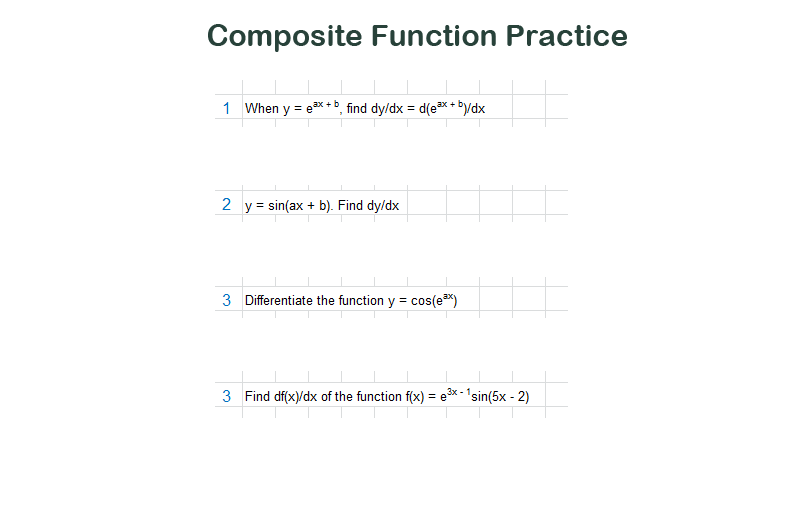 Composite Function Practice
1 When y = e^(ax + b), find dy/dx = d(e^(ax + b))/dx
2 y = sin(ax + b). Find dy/dx
3 Differentiate the function y = cos(e^(ax))
3 Find df(x)/dx of the function f(x) = e^(3x - 1)sin(5x - 2)